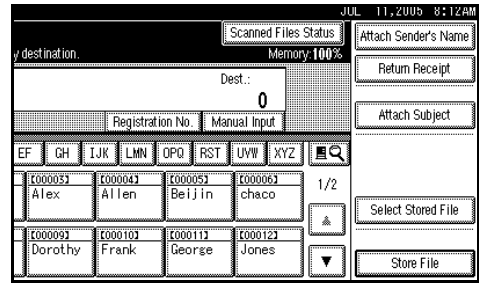 JUL 11,2005 8:12AM
Scanned Files Status
Attach Sender's Name
y destination.
Memory:100%
Return Receipt
Dest.:
0
Attach Subject
Registration No.
Manual Input
EF GH IJK LMN OPQ RST UVW XYZ
[00003] [00004] [00005] [00006]
Alex Allen Beijin chaco
1/2
Select Stored File
[00009] [00010] [00011] [00012]
Dorothy Frank George Jones
▲
▼
Store File